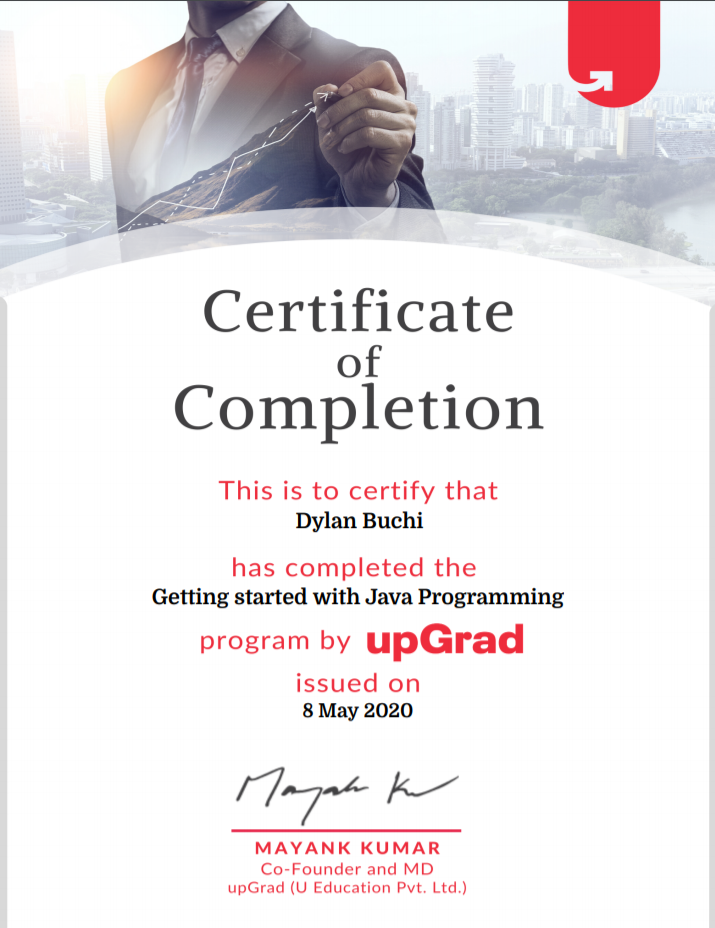 Certificate
of
Completion
This is to certify that
Dylan Buchi
has completed the
Getting started with Java Programming
program by upGrad
issued on
8 May 2020
Mayank Ku
MAYANK KUMAR
Co-Founder and MD
upGrad (U Education Pvt. Ltd.)